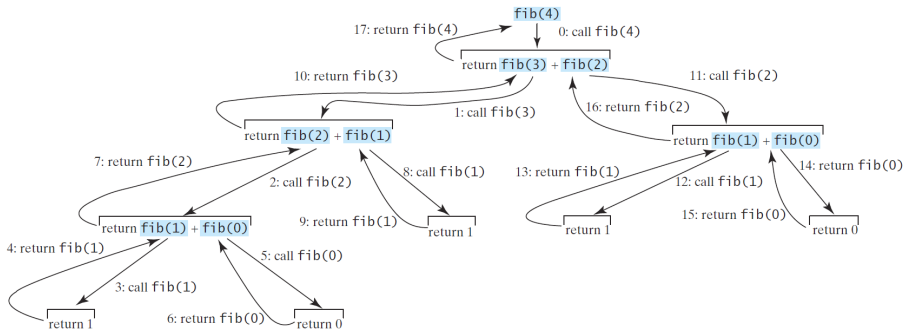 fib(4)
17: return fib(4)
0: call fib(4)
return fib(3) + fib(2)
10: return fib(3)
11: call fib(2)
1: call fib(3)
16: return fib(2)
return fib(2) + fib(1)
return fib(1) + fib(0)
7: return fib(2)
8: call fib(1)
13: return fib(1)
14: return fib(0)
2: call fib(2)
12: call fib(1)
9: return fib(1)
15: return fib(0)
return fib(1) + fib(0)
return 1
return 1
return 0
4: return fib(1)
5: call fib(0)
3: call fib(1)
6: return fib(0)
return 1
return 0